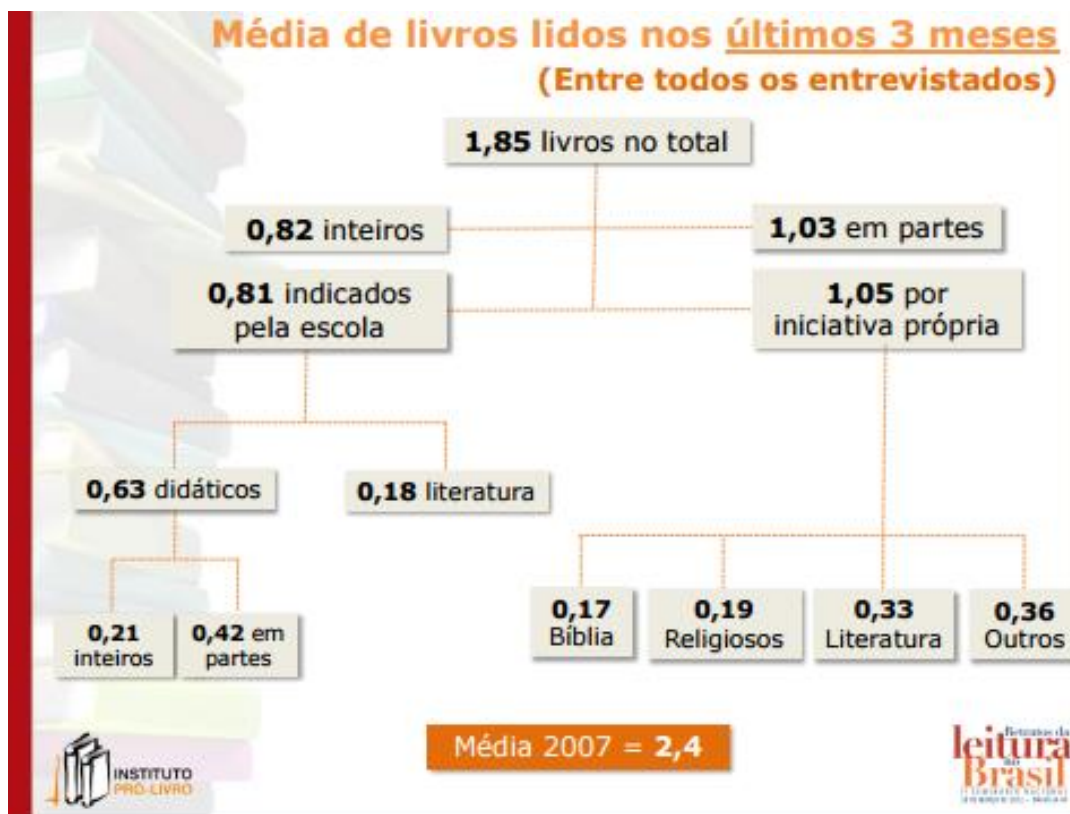 Média de livros lidos nos últimos 3 meses
(Entre todos os entrevistados)
1,85 livros no total
0,82 inteiros
1,03 em partes
0,81 indicados
pela escola
1,05 por
iniciativa própria
0,63 didáticos
0,18 literatura
0,21
inteiros
0,42 em
partes
0,17
Bíblia
0,19
Religiosos
0,33
Literatura
0,36
Outros
Média 2007 = 2,4
INSTITUTO
PRÓ-LIVRO
Retratos da
leitura
no
Brasil